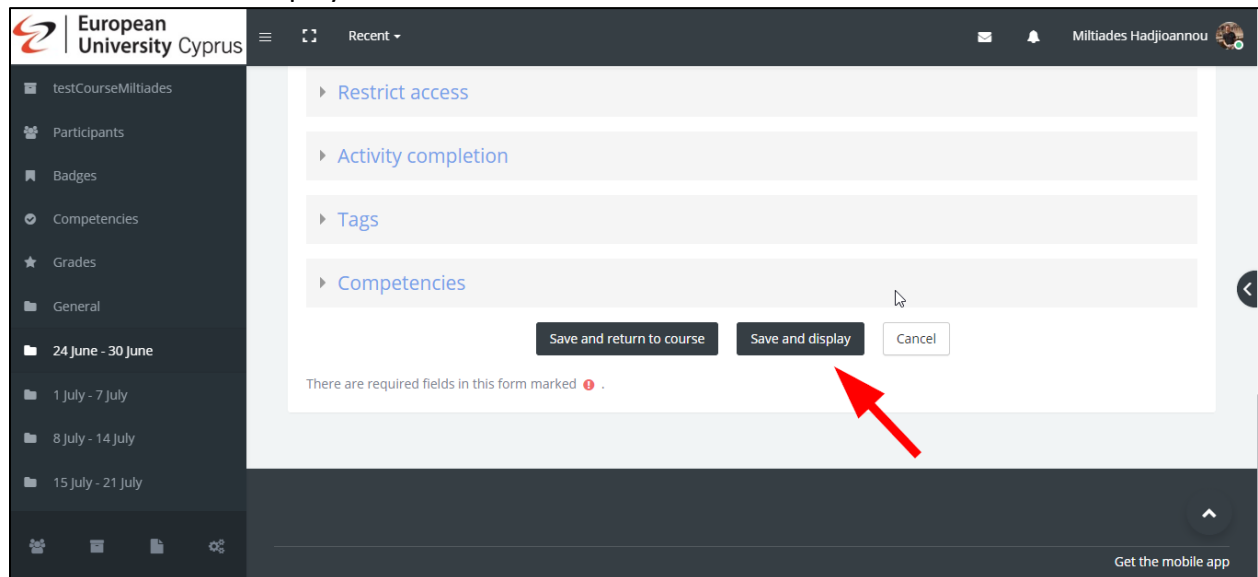 European
University Cyprus
Recent
Miltiades Hadjioannou
testCourseMiltiades
Participants
Badges
Competencies
Grades
General
24 June - 30 June
1 July - 7 July
8 July - 14 July
15 July - 21 July
Restrict access
Activity completion
Tags
Competencies
Save and return to course
Save and display
Cancel
There are required fields in this form marked .
Get the mobile app